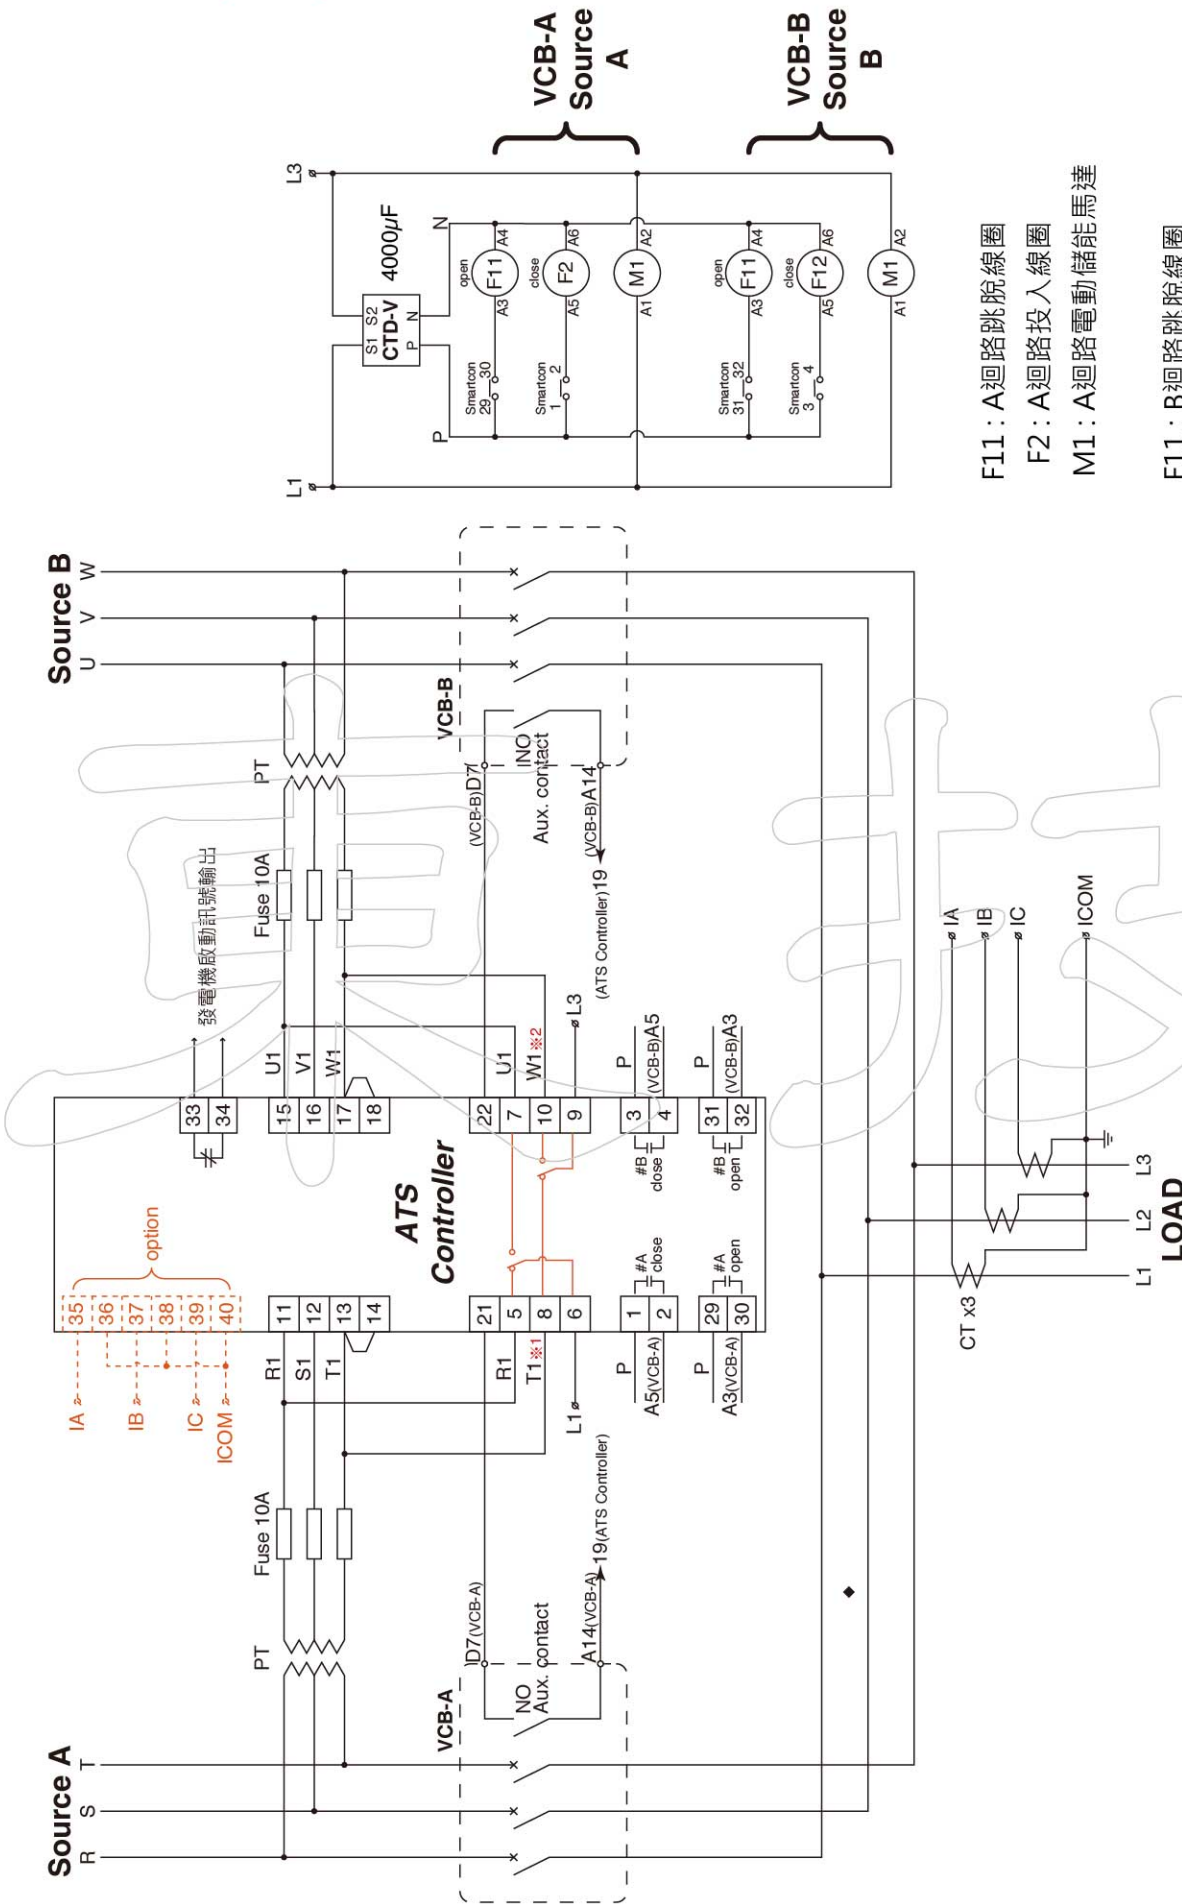 Source A
R S T
Source B
U V W
PT
Fuse 10A
R1
S1
T1
PT
Fuse 10A
U1
V1
W1
發電機啟動訊號輸出
IA
IB
IC
ICOM
35
36
37
38
39
40
option
33
34
11
12
13
14
15
16
17
18
ATS
Controller
21
5
8
6
22
7
10
9
R1
T1※1
L1
U1
W1※2
L3
1
2
#A
close
P
A5(VCB-A)
29
30
#A
open
P
A3(VCB-A)
3
4
#B
close
P
(VCB-B)A5
31
32
#B
open
P
(VCB-B)A3
VCB-A
D7(VCB-A)
NO
Aux. contact
A14(VCB-A)
19(ATS Controller)
VCB-B
(VCB-B)D7
NO
Aux. contact
(VCB-B)A14
(ATS Controller)19
CT x3
IA
IB
IC
ICOM
L1 L2 L3
LOAD
L1
L3
S1 S2
CTD-V
P N
4000µF
P
N
Smartcon
29 30
A3
open
F11
A4
Smartcon
1 2
A5
close
F2
A6
A1
M1
A2
VCB-A
Source
A
Smartcon
31 32
A3
open
F11
A4
Smartcon
3 4
A5
close
F12
A6
A1
M1
A2
VCB-B
Source
B
F11：A迴路跳脫線圈
F2：A迴路投入線圈
M1：A迴路電動儲能馬達
F11：B迴路跳脫線圈